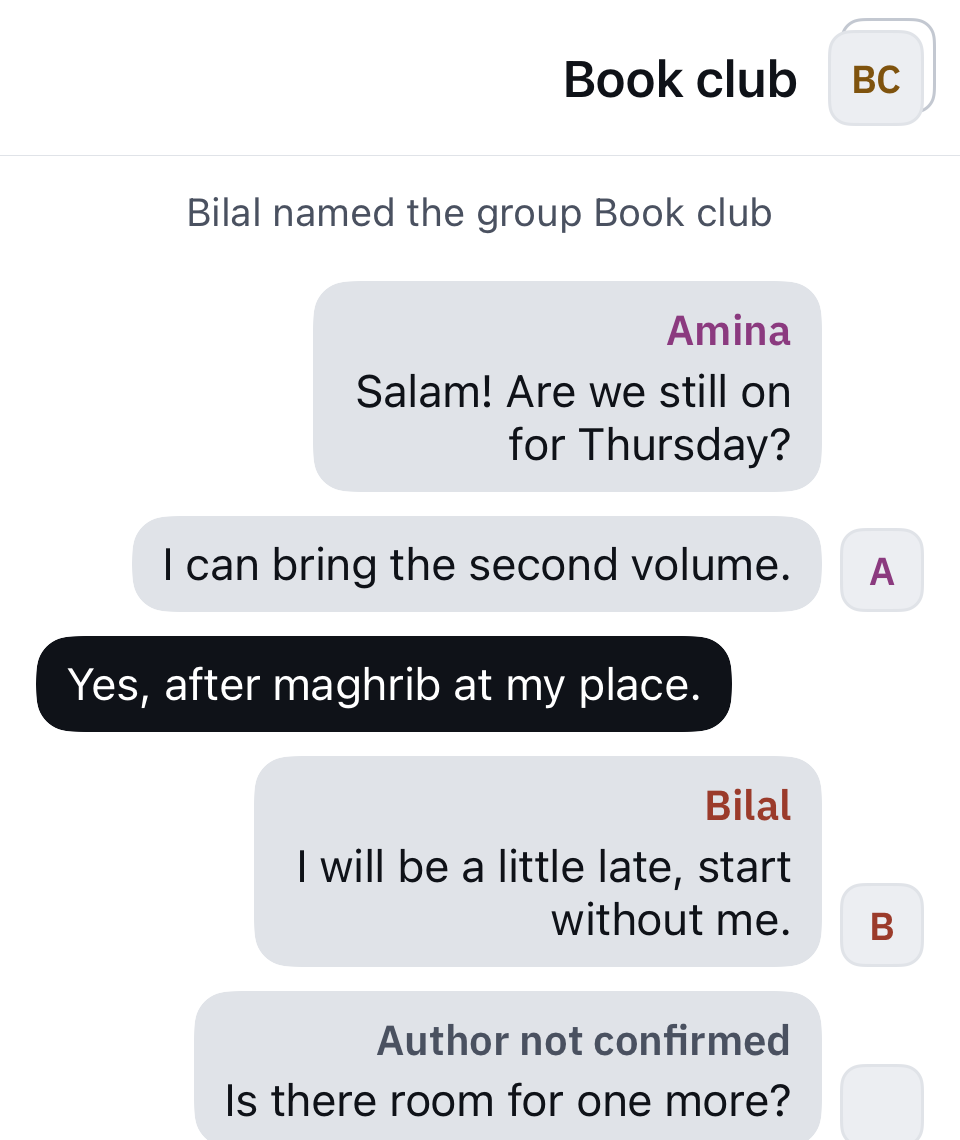 Book club
BC
Bilal named the group Book club
Amina
Salam! Are we still on
for Thursday?
I can bring the second volume.
A
Yes, after maghrib at my place.
Bilal
I will be a little late, start
without me.
B
Author not confirmed
Is there room for one more?